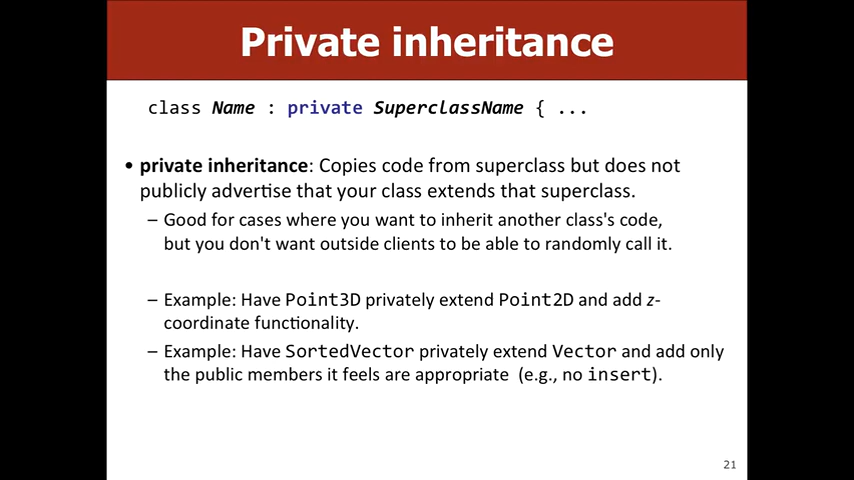 Private inheritance
class Name : private SuperclassName { ...
• private inheritance: Copies code from superclass but does not
publicly advertise that your class extends that superclass.
– Good for cases where you want to inherit another class's code,
but you don't want outside clients to be able to randomly call it.
– Example: Have Point3D privately extend Point2D and add z-
coordinate functionality.
– Example: Have SortedVector privately extend Vector and add only
the public members it feels are appropriate (e.g., no insert).
21